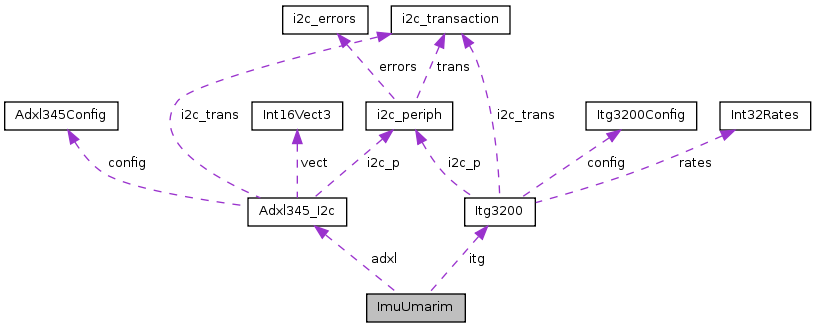 i2c_errors
i2c_transaction
errors
trans
Adxl345Config
i2c_trans
Int16Vect3
i2c_periph
i2c_trans
Itg3200Config
Int32Rates
config
vect
i2c_p
i2c_p
config
rates
Adxl345_I2c
Itg3200
adxl
itg
ImuUmarim